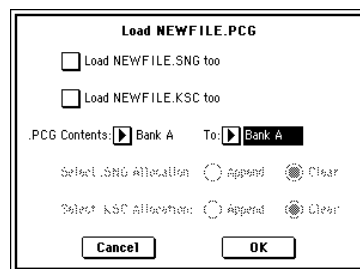 Load NEWFILE.PCG
Load NEWFILE.SNG too
Load NEWFILE.KSC too
.PCG Contents: Bank A To: Bank A
Select .SNG Allocation Append Clear
Select .KSC Allocation: Append Clear
Cancel OK